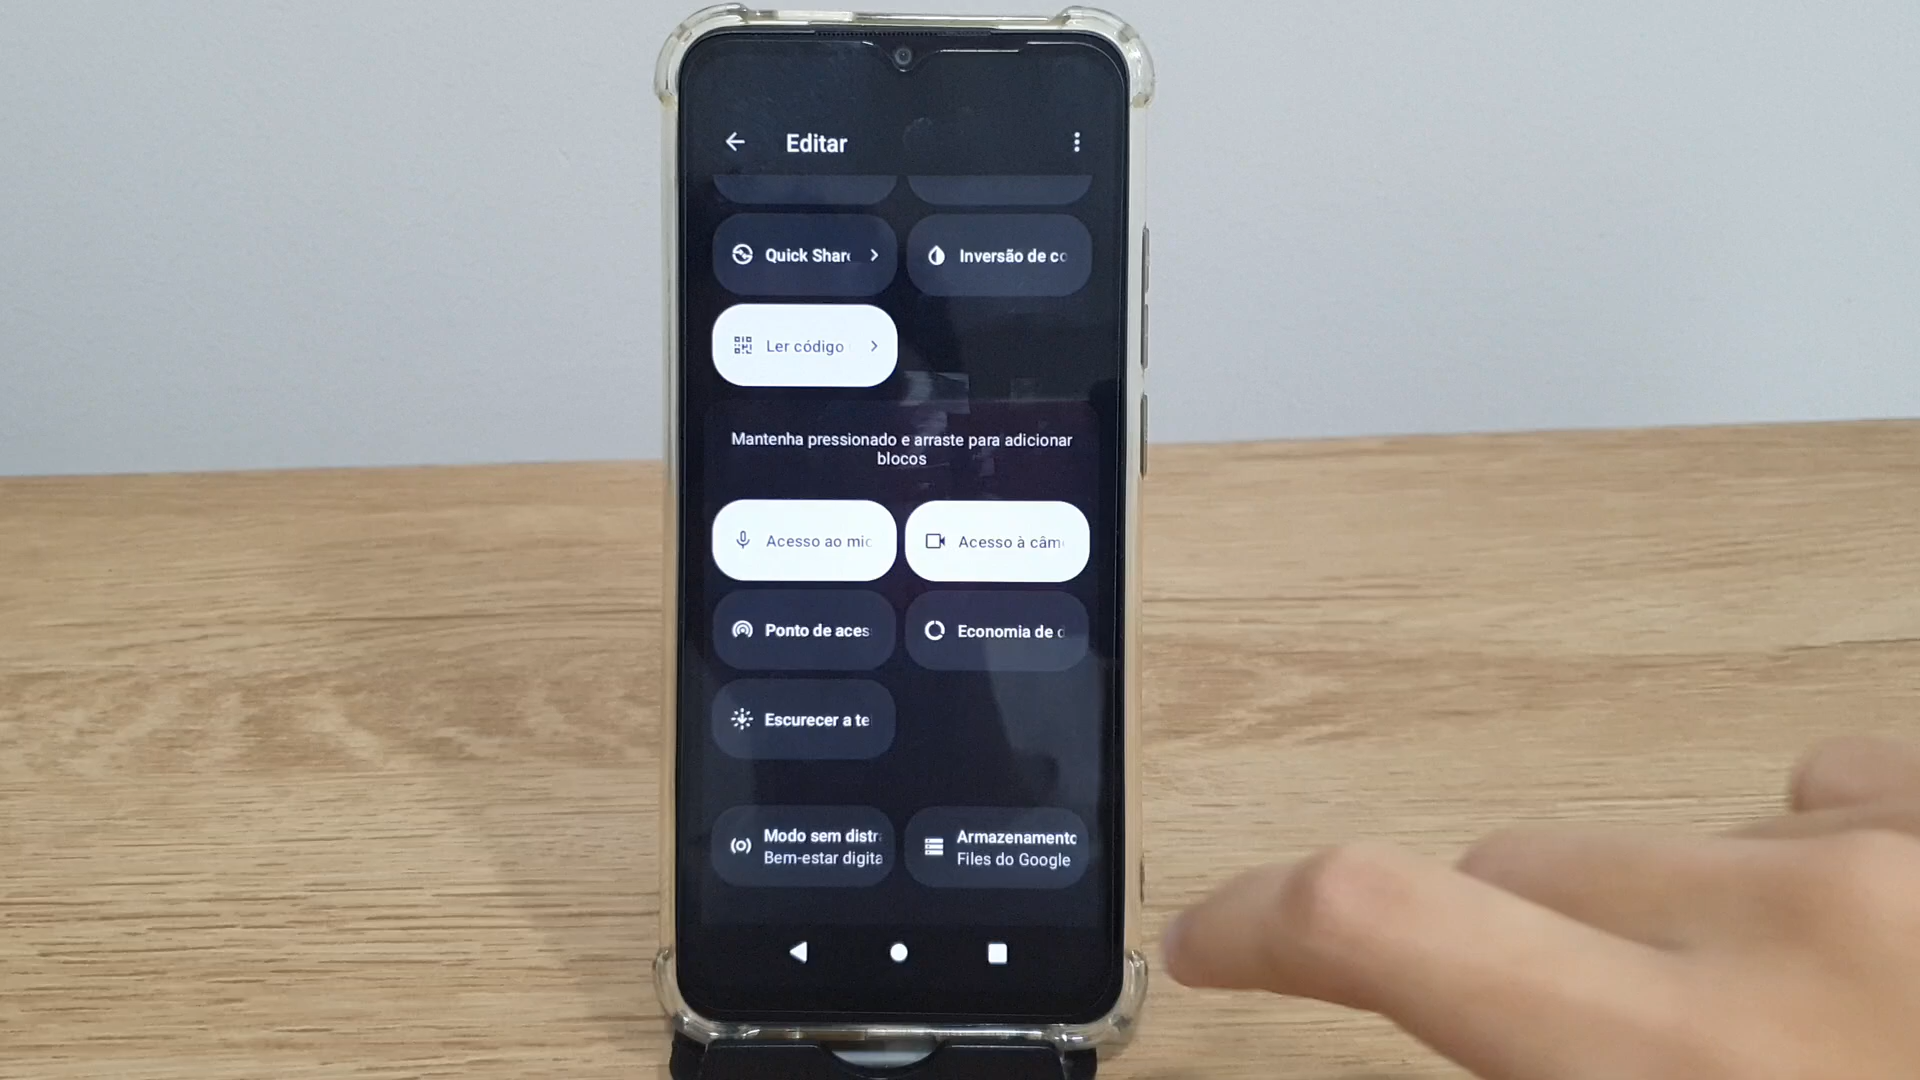 Editar
Quick Shar
Inversão de co
Ler código
Mantenha pressionado e arraste para adicionar
blocos
Acesso ao mic
Acesso à câm
Ponto de aces
Economia de d
Escurecer a te
Modo sem distr
Bem-estar digita
Armazenamento
Files do Google